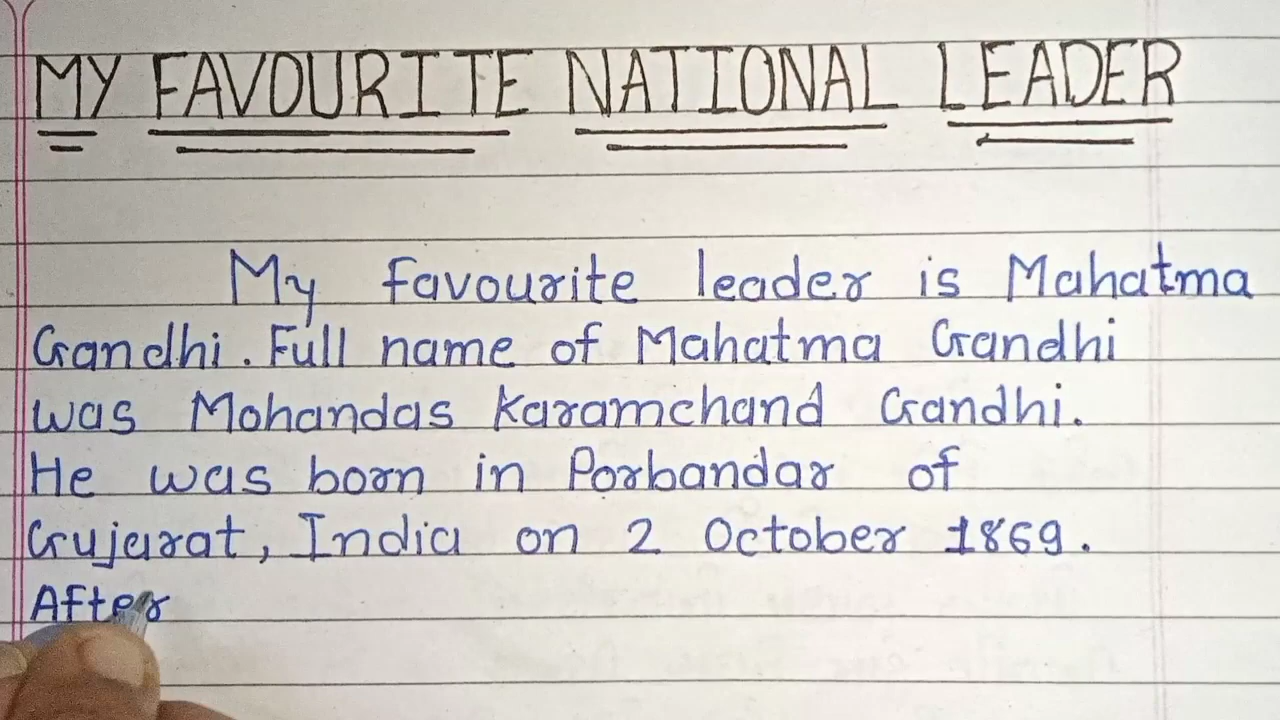 MY FAVOURITE NATIONAL LEADER
My favourite leader is Mahatma
Gandhi. Full name of Mahatma Gandhi
was Mohandas Karamchand Gandhi.
He was born in Porbandar of
Gujarat, India on 2 October 1869.
After